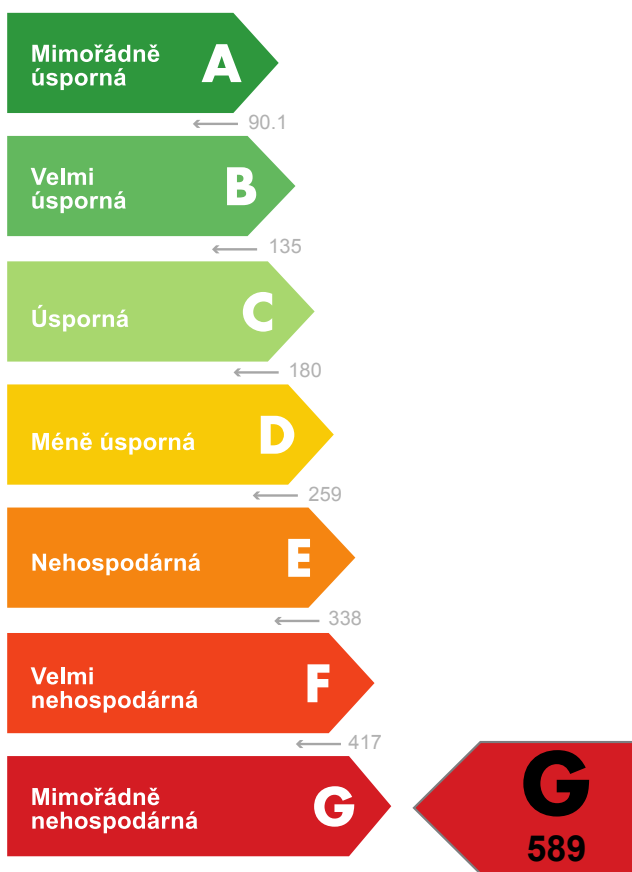 Mimořádně
úsporná
A
90.1
Velmi
úsporná
B
135
Úsporná
C
180
Méně úsporná
D
259
Nehospodárná
E
338
Velmi
nehospodárná
F
417
Mimořádně
nehospodárná
G
G
589